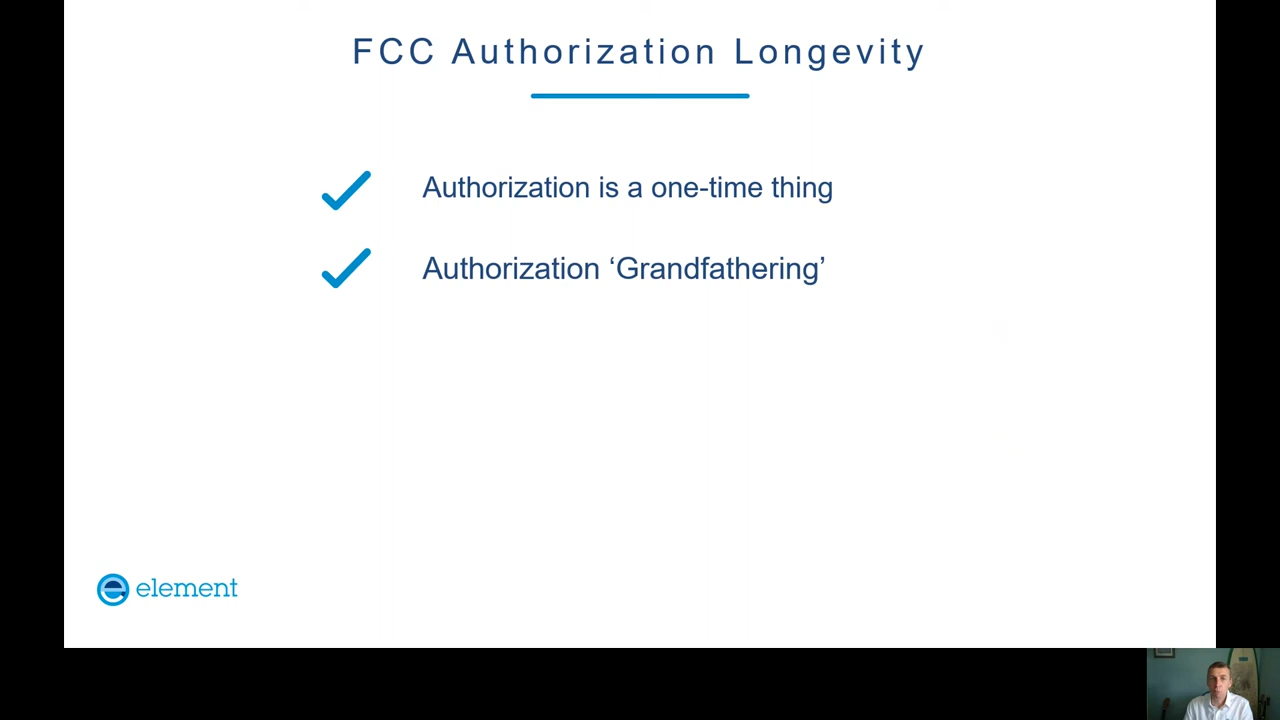 FCC Authorization Longevity
Authorization is a one-time thing
Authorization ‘Grandfathering’
element